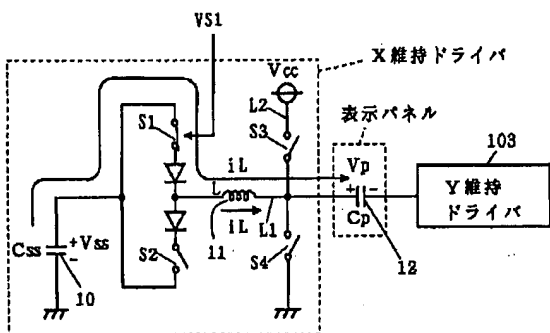 VS1
X維持ドライバ
Vcc
L2
S1
S3
表示パネル
103
iL
Vp
L
+ -
Y維持
ドライバ
Css
+Vss
-
iL
L1
Cp
11
S2
S4
12
10